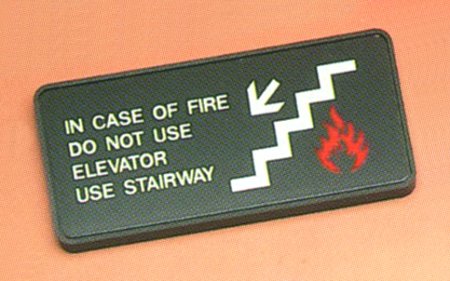 IN CASE OF FIRE
DO NOT USE
ELEVATOR
USE STAIRWAY